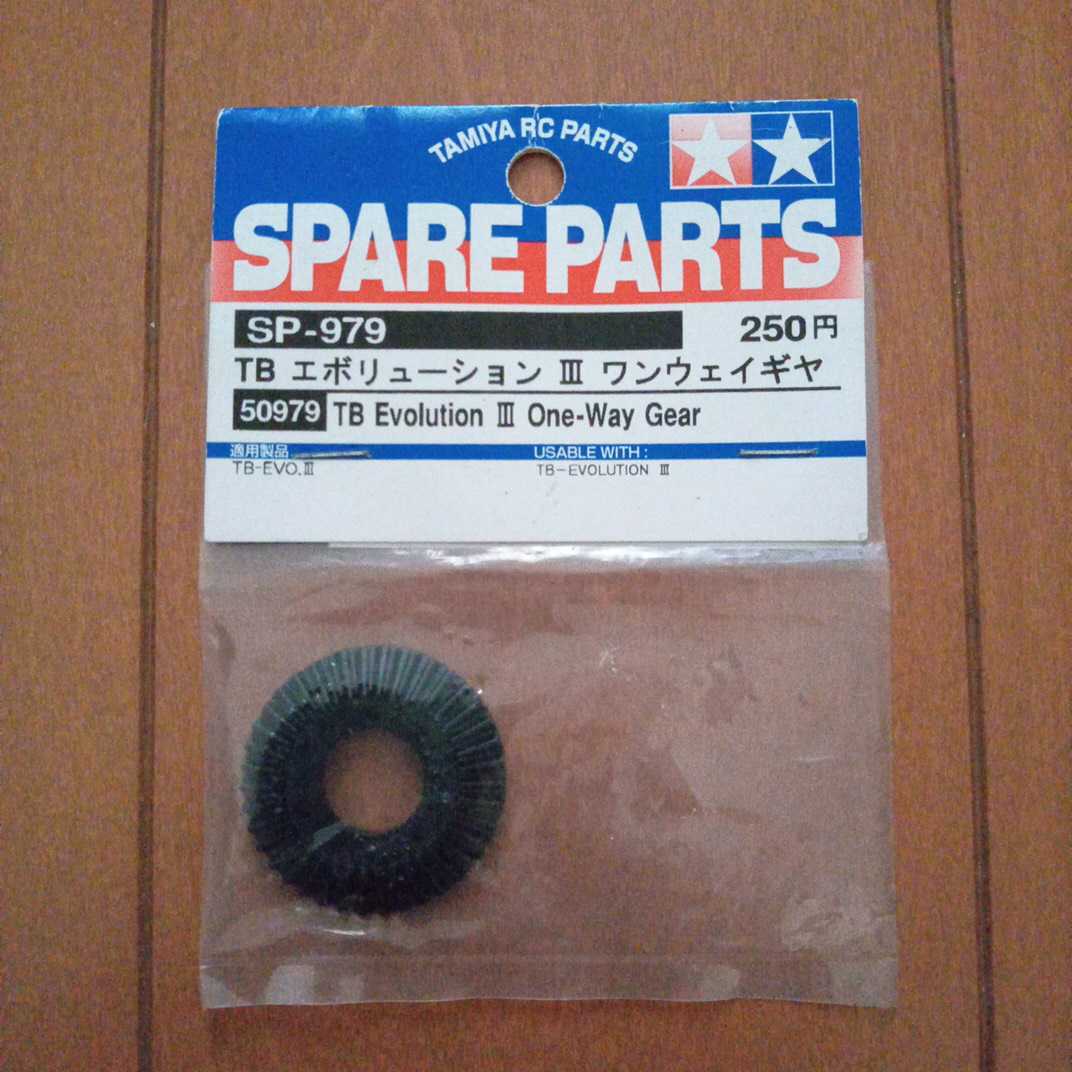 TAMIYA RC PARTS
SPARE PARTS
SP-979 250円
TB エボリューション Ⅲ ワンウェイギヤ
50979 TB Evolution Ⅲ One-Way Gear
適用製品 USABLE WITH :
TB-EVO.Ⅲ TB-EVOLUTION Ⅲ